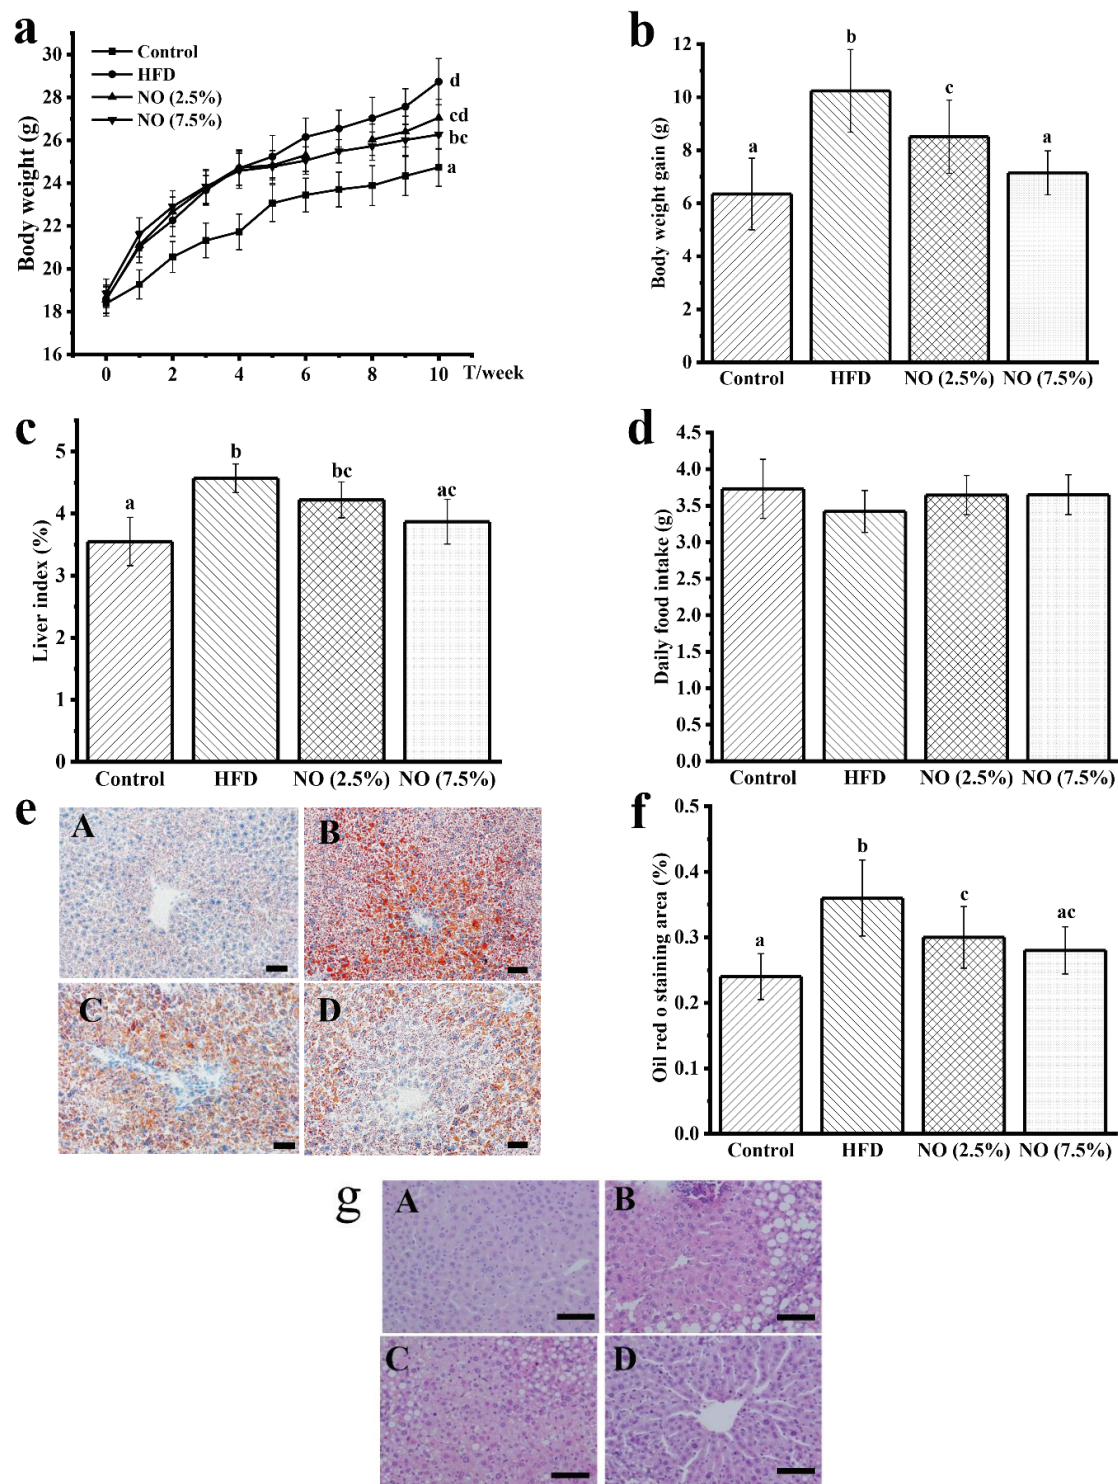 a
Body weight (g)
30
28
26
24
22
20
18
16
Control
HFD
NO (2.5%)
NO (7.5%)
d
cd
bc
a
0
2
4
6
8
10
T/week
b
Body weight gain (g)
12
10
8
6
4
2
0
a
b
c
a
Control
HFD
NO (2.5%)
NO (7.5%)
c
Liver index (%)
5
4
3
2
1
0
a
b
bc
ac
Control
HFD
NO (2.5%)
NO (7.5%)
d
Daily food intake (g)
4.5
4.0
3.5
3.0
2.5
2.0
1.5
1.0
0.5
0.0
Control
HFD
NO (2.5%)
NO (7.5%)
e
A
B
C
D
f
Oil red o staining area (%)
0.5
0.4
0.3
0.2
0.1
0.0
a
b
c
ac
Control
HFD
NO (2.5%)
NO (7.5%)
g
A
B
C
D